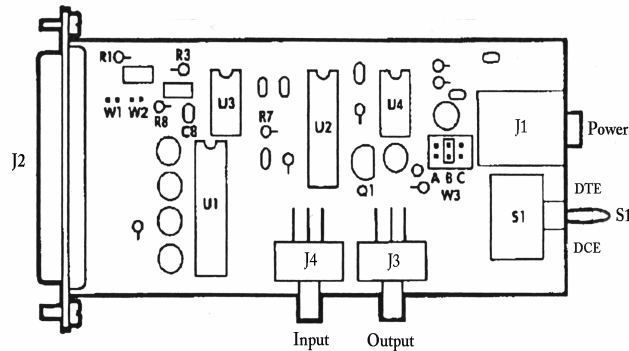 R1
R3
W1 W2
R8
C8
U3
R7
U2
U4
J1
Power
J2
A B C
W3
Q1
U1
DTE
S1
S1
DCE
J4
J3
Input
Output